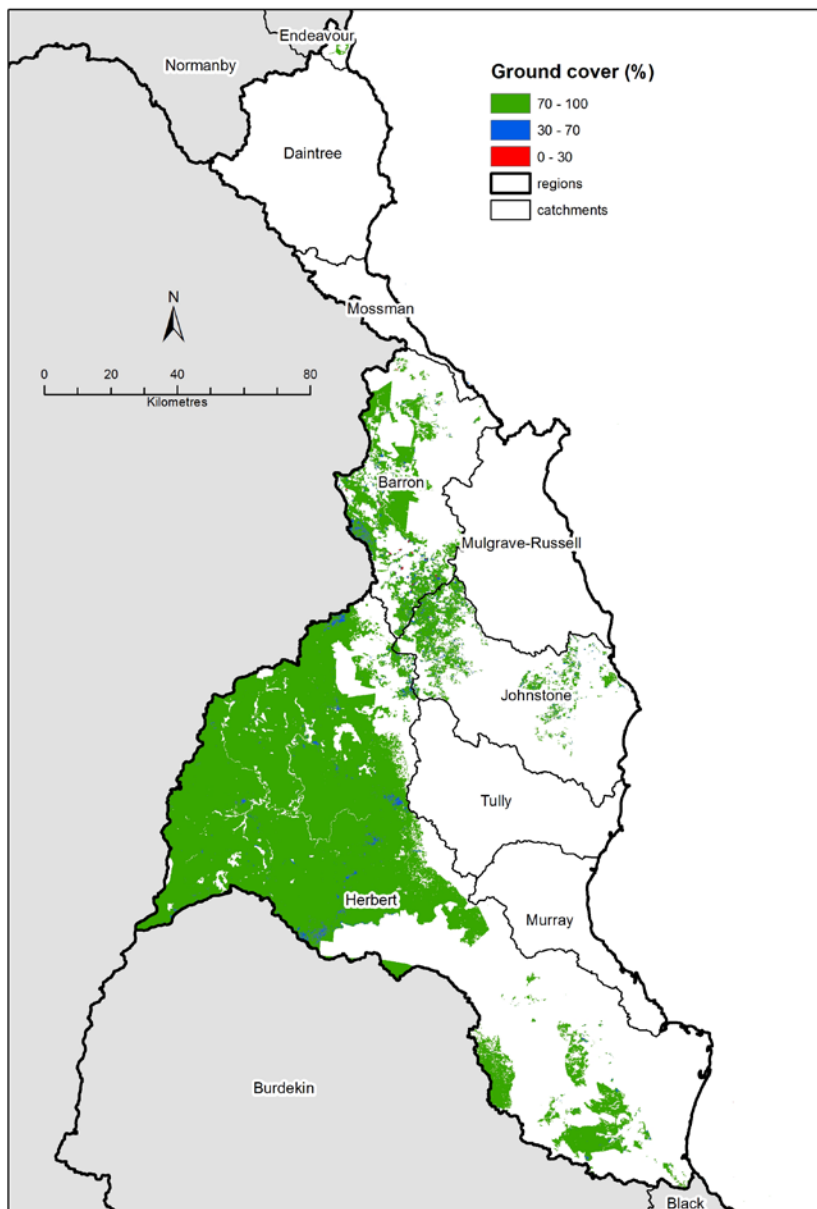 Endeavour
Normanby
Ground cover (%)
70 - 100
30 - 70
0 - 30
regions
catchments
Daintree
Mossman
N
0 20 40 80
Kilometres
Barron
Mulgrave-Russell
Johnstone
Tully
Herbert
Murray
Burdekin
Black